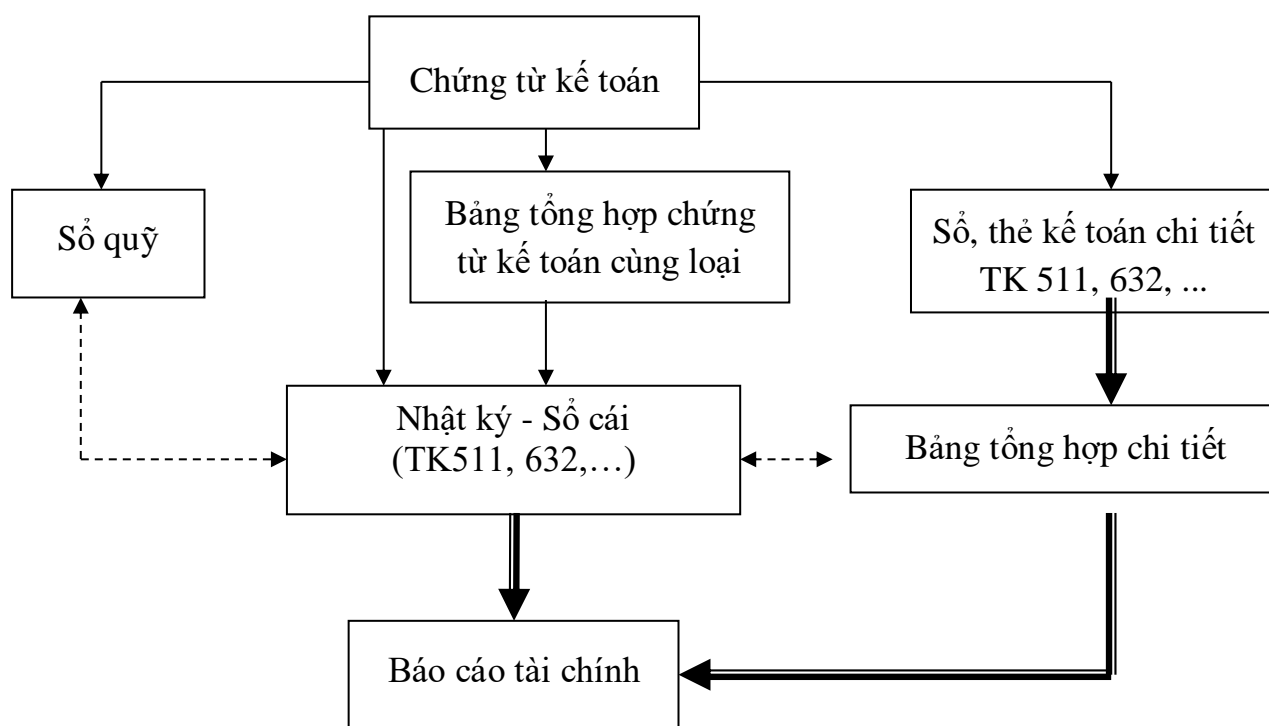 Chứng từ kế toán
Sổ quỹ
Bảng tổng hợp chứng
từ kế toán cùng loại
Sổ, thẻ kế toán chi tiết
TK 511, 632, ...
Nhật ký - Sổ cái
(TK511, 632,…)
Bảng tổng hợp chi tiết
Báo cáo tài chính